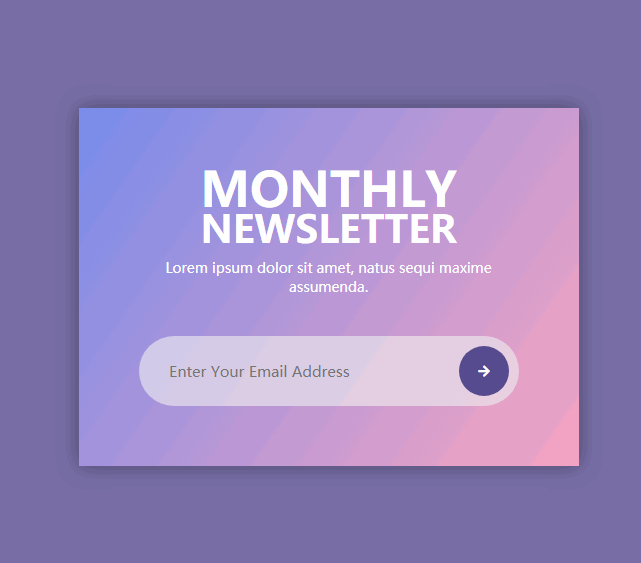 MONTHLY
NEWSLETTER
Lorem ipsum dolor sit amet, natus sequi maxime
assumenda.
Enter Your Email Address